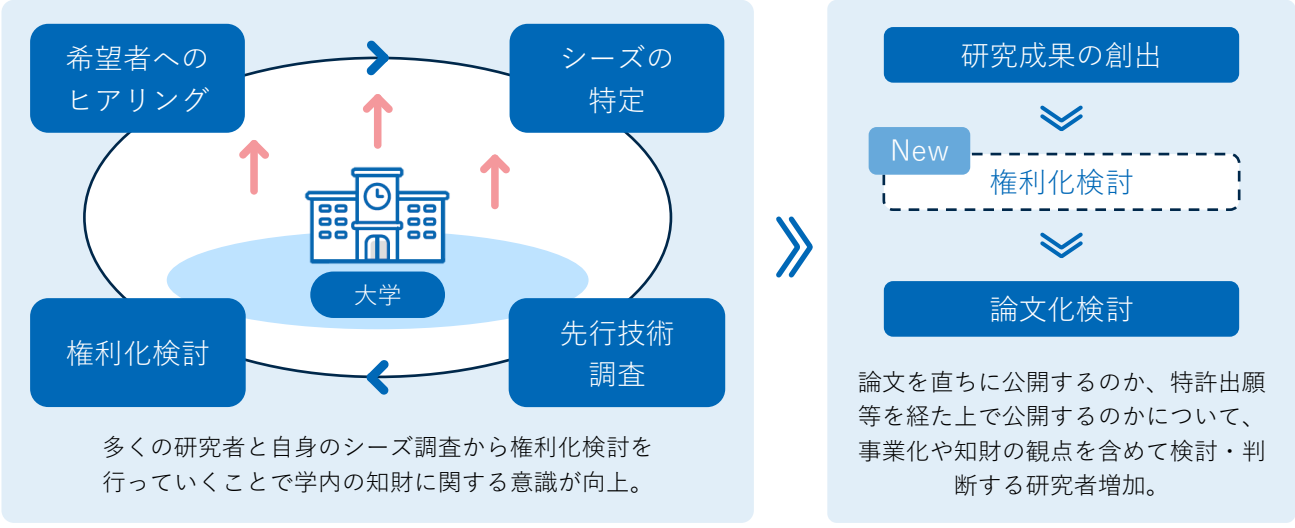 希望者への
ヒアリング
シーズの
特定
大学
権利化検討
先行技術
調査
多くの研究者と自身のシーズ調査から権利化検討を
行っていくことで学内の知財に関する意識が向上。
研究成果の創出
New
権利化検討
論文化検討
論文を直ちに公開するのか、特許出願
等を経た上で公開するのかについて、
事業化や知財の観点を含めて検討・判
断する研究者増加。